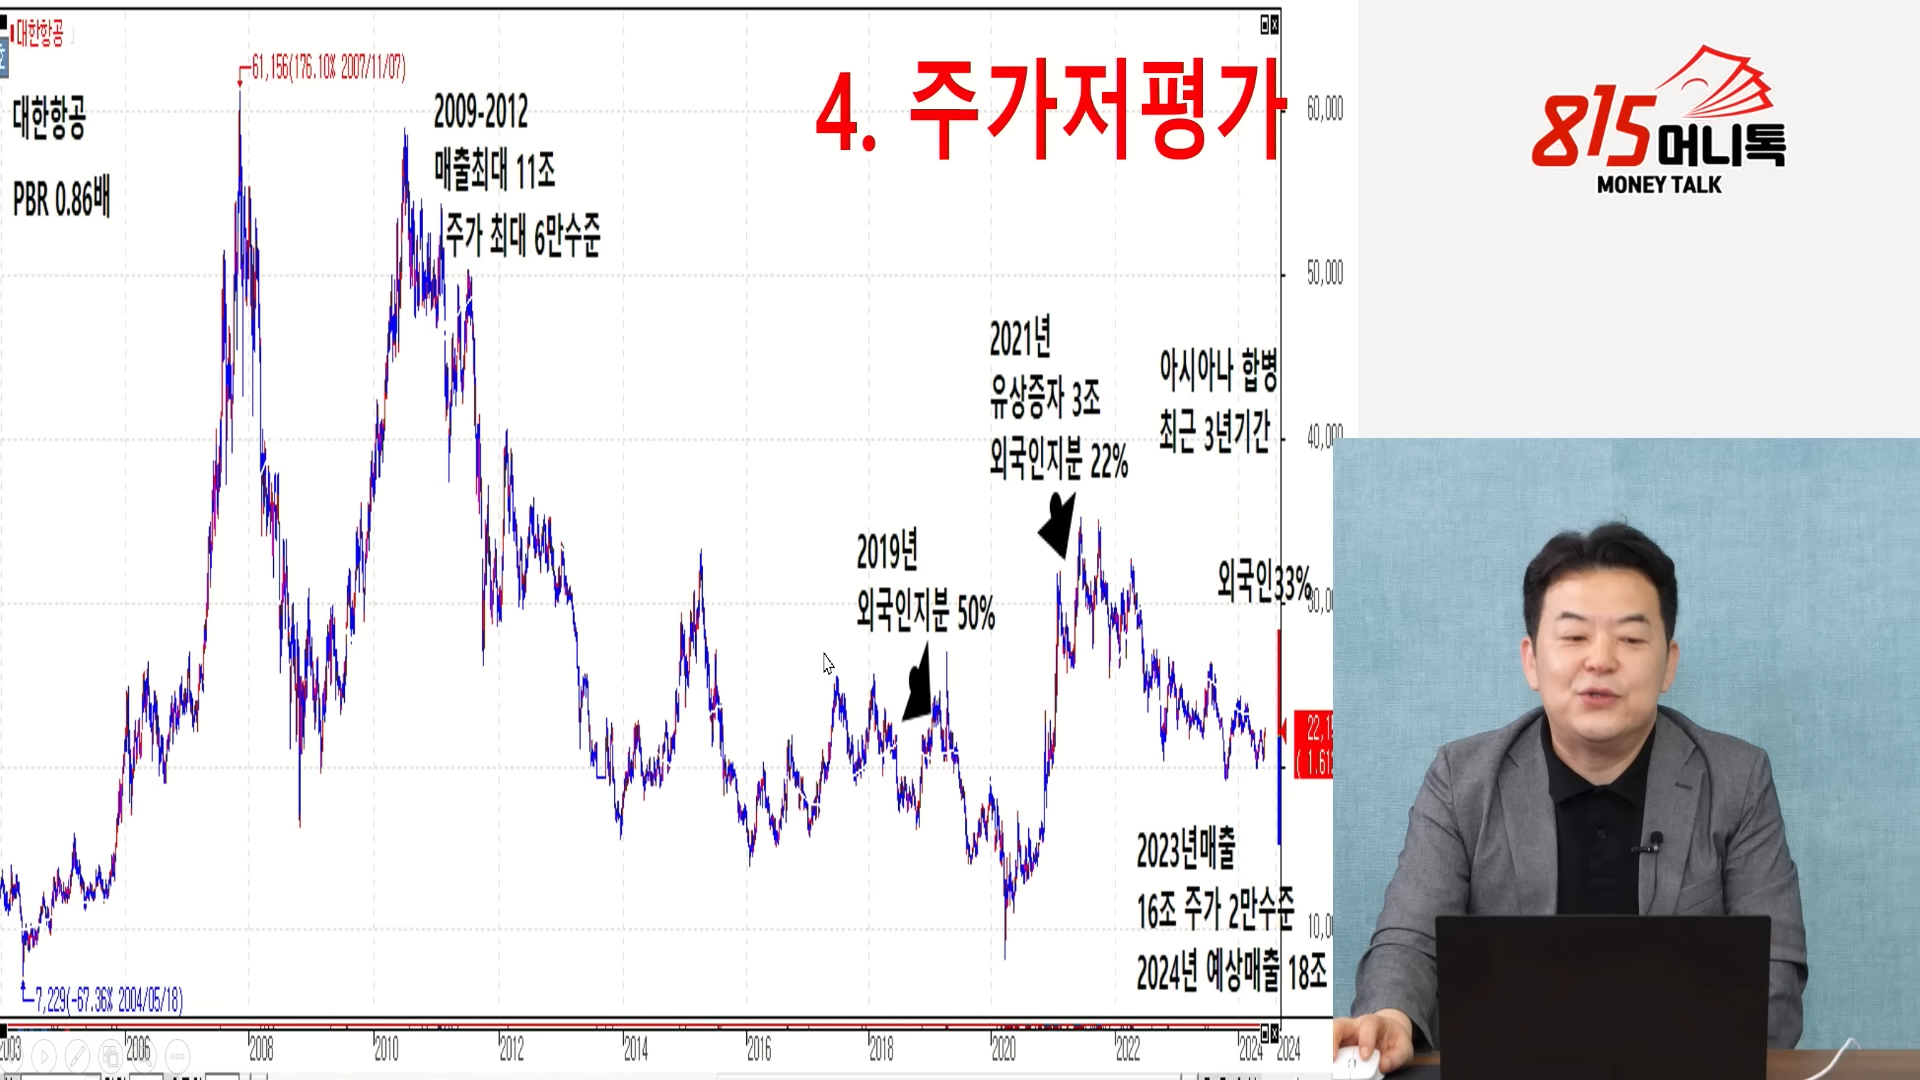 대한항공
61,156(176.10% 2007/11/07)
대한항공
PBR 0.86배
2009-2012
매출최대 11조
주가 최대 6만수준
4. 주가저평가
815머니톡
MONEY TALK
60,000
50,000
40,000
2021년
유상증자 3조
외국인지분 22%
아시아나 합병
최근 3년기간
2019년
외국인지분 50%
외국인33%
2023년매출
16조 주가 2만수준
2024년 예상매출 18조
7,229(-67.36% 2004/05/18)
2003 2006 2008 2010 2012 2014 2016 2018 2020 2022 2024 2024